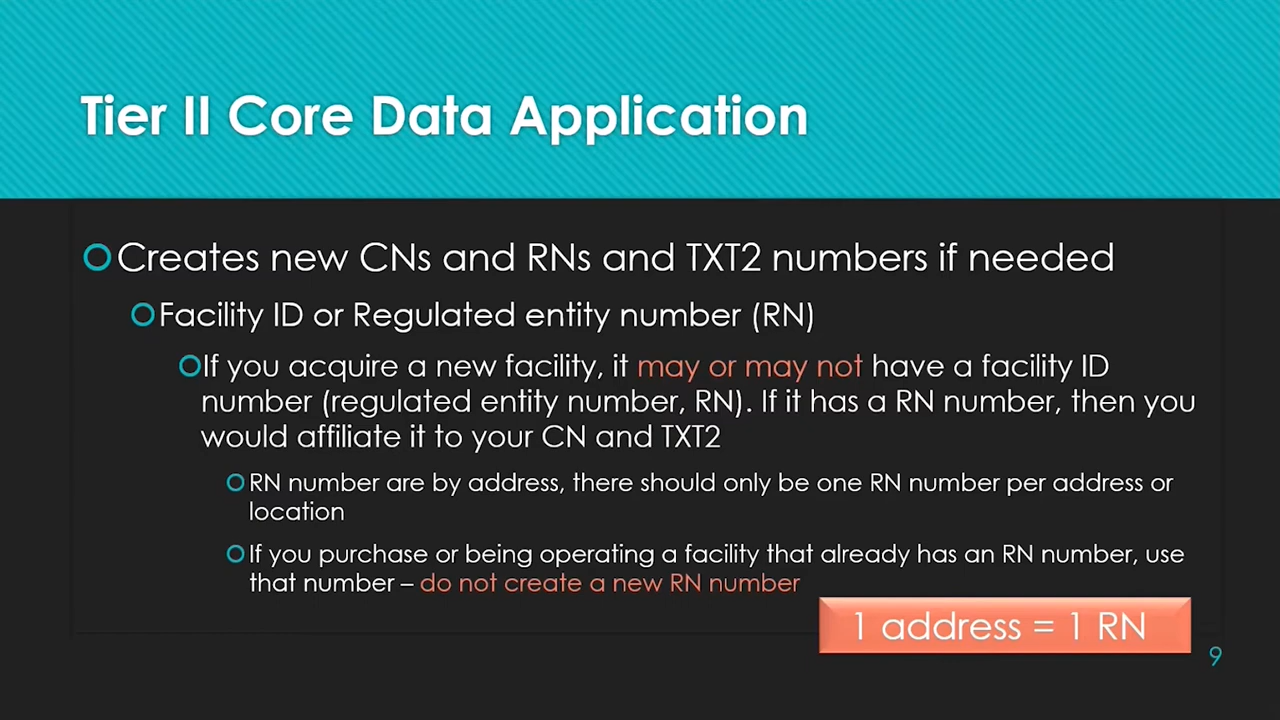 Tier II Core Data Application
Creates new CNs and RNs and TXT2 numbers if needed
Facility ID or Regulated entity number (RN)
If you acquire a new facility, it may or may not have a facility ID
number (regulated entity number, RN). If it has a RN number, then you
would affiliate it to your CN and TXT2
RN number are by address, there should only be one RN number per address or
location
If you purchase or being operating a facility that already has an RN number, use
that number – do not create a new RN number
1 address = 1 RN
9